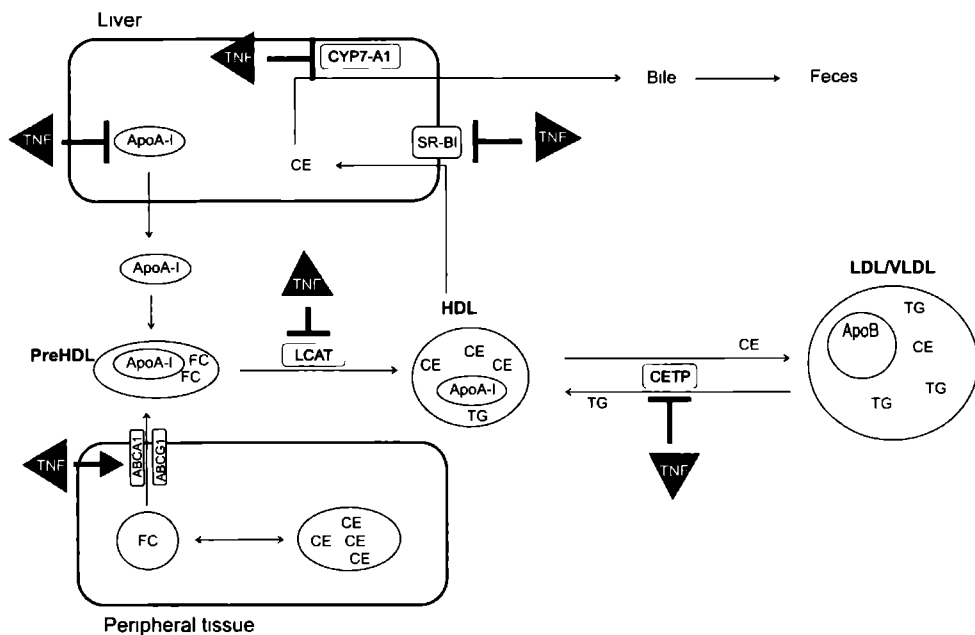 Liver
TNF
CYP7-A1
Bile
Feces
TNF
ApoA-I
SR-BI
TNF
CE
ApoA-I
TNF
HDL
LDL/VLDL
TG
ApoB
CE
TG
TG
PreHDL
ApoA-I
FC
FC
LCAT
CE
CE
CE
ApoA-I
TG
CE
CETP
TG
TNF
TNF
ABCA1
ABCG1
FC
CE
CE
CE
CE
Peripheral tissue